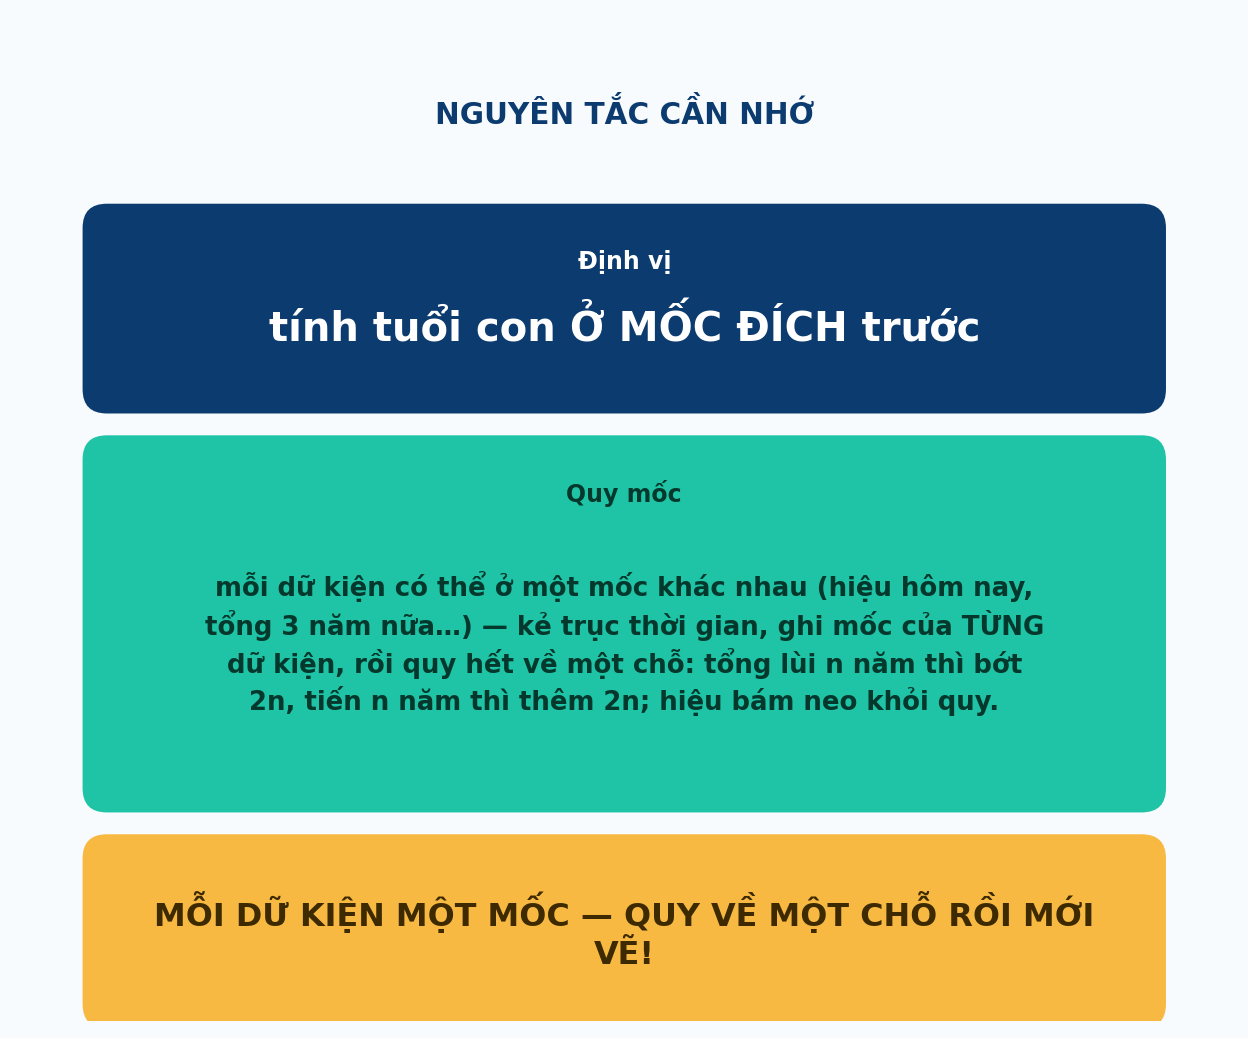 NGUYÊN TẮC CẦN NHỚ
Định vị
tính tuổi con Ở MỐC ĐÍCH trước
Quy mốc
mỗi dữ kiện có thể ở một mốc khác nhau (hiệu hôm nay,
tổng 3 năm nữa…) — kẻ trục thời gian, ghi mốc của TỪNG
dữ kiện, rồi quy hết về một chỗ: tổng lùi n năm thì bớt
2n, tiến n năm thì thêm 2n; hiệu bám neo khỏi quy.
MỖI DỮ KIỆN MỘT MỐC — QUY VỀ MỘT CHỖ RỒI MỚI
VẼ!